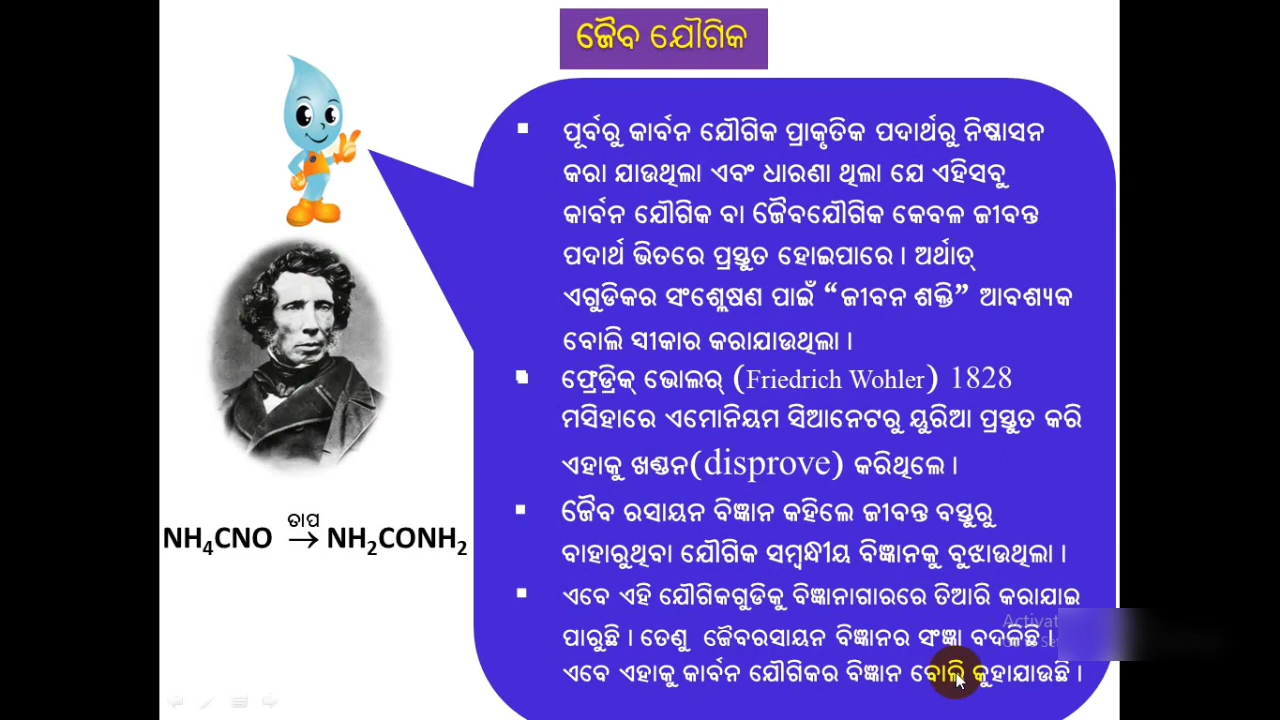 ଜୈବ ଯୌଗିକ
ପୂର୍ବରୁ କାର୍ବନ ଯୌଗିକ ପ୍ରାକୃତିକ ପଦାର୍ଥରୁ ନିଷ୍କାସନ
କରା ଯାଉଥିଲା ଏବଂ ଧାରଣା ଥିଲା ଯେ ଏହିସବୁ
କାର୍ବନ ଯୌଗିକ ବା ଜୈବଯୌଗିକ କେବଳ ଜୀବନ୍ତ
ପଦାର୍ଥ ଭିତରେ ପ୍ରସ୍ତୁତ ହୋଇପାରେ । ଅର୍ଥାତ୍
ଏଗୁଡିକର ସଂଶ୍ଳେଷଣ ପାଇଁ “ଜୀବନ ଶକ୍ତି” ଆବଶ୍ୟକ
ବୋଲି ସ୍ୱୀକାର କରାଯାଉଥିଲା ।
ଫ୍ରେଡ୍ରିକ୍ ଭୋଲର୍ (Friedrich Wohler) 1828
ମସିହାରେ ଏମୋନିୟମ ସିଆନେଟରୁ ୟୁରିଆ ପ୍ରସ୍ତୁତ କରି
ଏହାକୁ ଖଣ୍ଡନ(disprove) କରିଥିଲେ ।
ଜୈବ ରସାୟନ ବିଜ୍ଞାନ କହିଲେ ଜୀବନ୍ତ ବସ୍ତୁରୁ
ବାହାରୁଥିବା ଯୌଗିକ ସମ୍ବନ୍ଧୀୟ ବିଜ୍ଞାନକୁ ବୁଝାଉଥିଲା ।
ଏବେ ଏହି ଯୌଗିକଗୁଡିକୁ ବିଜ୍ଞାନାଗାରରେ ତିଆରି କରାଯାଇ
ପାରୁଛି । ତେଣୁ ଜୈବରସାୟନ ବିଜ୍ଞାନର ସଂଜ୍ଞା ବଦଳିଛି ।
ଏବେ ଏହାକୁ କାର୍ବନ ଯୌଗିକର ବିଜ୍ଞାନ ବୋଲି କୁହାଯାଉଛି ।
ତାପ
NH₄CNO → NH₂CONH₂